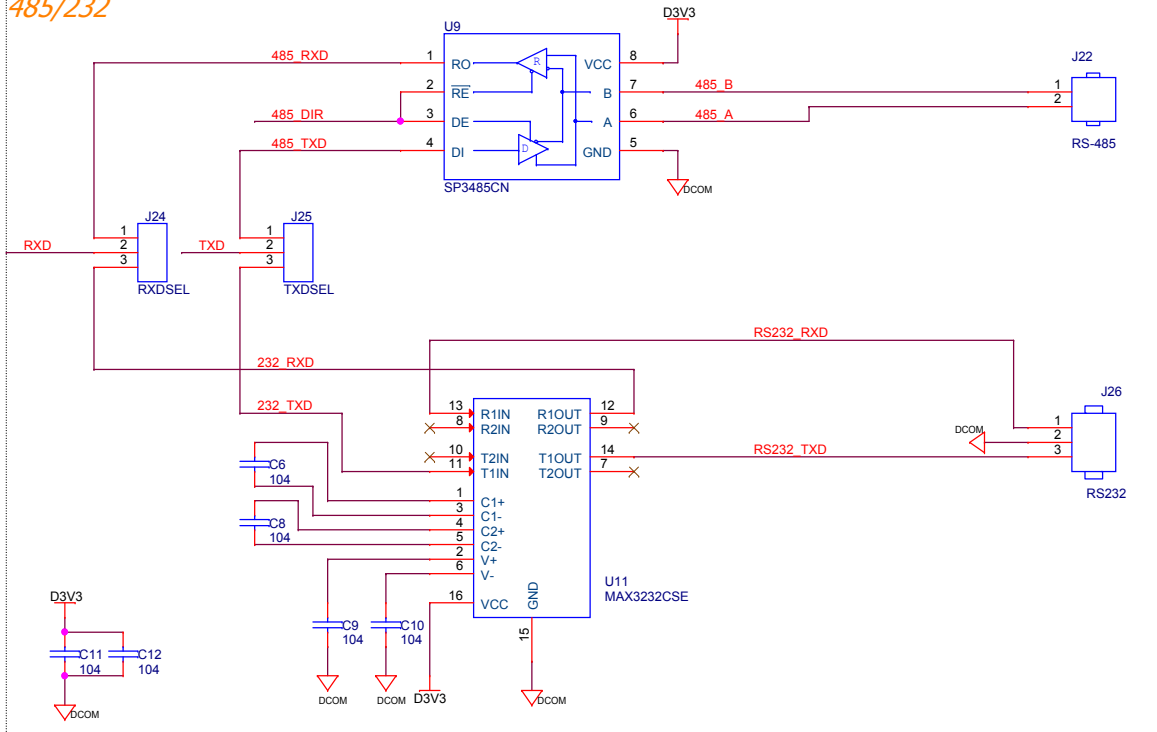 485/232
D3V3
U9
485_RXD 1 RO R VCC 8
J22
2 RE B 7 485_B 1
2
485_DIR 3 DE A 6 485_A
485_TXD 4 DI D GND 5
RS-485
SP3485CN
DCOM
J24
J25
1
1
RXD 2
TXD 2
3
3
RXDSEL
TXDSEL
RS232_RXD
232_RXD
J26
232_TXD
13 R1IN R1OUT 12
8 R2IN R2OUT 9
1
DCOM 2
10 T2IN T1OUT 14 RS232_TXD 3
11 T1IN T2OUT 7
C6
104
RS232
1 C1+
3 C1-
C8
104
4 C2+
5 C2-
2 V+
6 V-
U11
MAX3232CSE
D3V3
16 VCC GND
15
C9
104
C10
104
C11
104
C12
104
DCOM
DCOM
D3V3
DCOM
DCOM